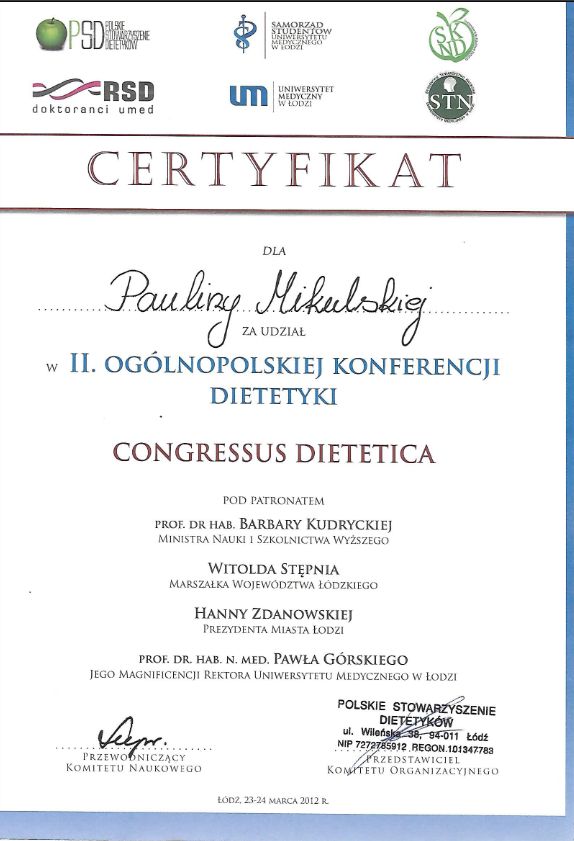 PSD POLSKIE
STOWARZYSZENIE
DIETETYKÓW
SAMORZĄD
STUDENTÓW
UNIWERSYTETU
MEDYCZNEGO
W ŁODZI
SKND
RSD
doktoranci umed
um UNIWERSYTET
MEDYCZNY
W ŁODZI
STN
CERTYFIKAT
DLA
Pauliny Mikulskiej
ZA UDZIAŁ
W II. OGÓLNOPOLSKIEJ KONFERENCJI
DIETETYKI
CONGRESSUS DIETETICA
POD PATRONATEM
PROF. DR HAB. BARBARY KUDRYCKIEJ
MINISTRA NAUKI I SZKOLNICTWA WYŻSZEGO
WITOLDA STĘPNIA
MARSZAŁKA WOJEWÓDZTWA ŁÓDZKIEGO
HANNY ZDANOWSKIEJ
PREZYDENTA MIASTA ŁODZI
PROF. DR. HAB. N. MED. PAWŁA GÓRSKIEGO
JEGO MAGNIFICENCJI REKTORA UNIWERSYTETU MEDYCZNEGO W ŁODZI
POLSKIE STOWARZYSZENIE
DIETETYKÓW
ul. Wileńska 38, 94-011 Łódź
NIP 7272785912, REGON.101347783
PRZEWODNICZĄCY
KOMITETU NAUKOWEGO
PRZEDSTAWICIEL
KOMITETU ORGANIZACYJNEGO
ŁÓDŹ, 23-24 MARCA 2012 R.